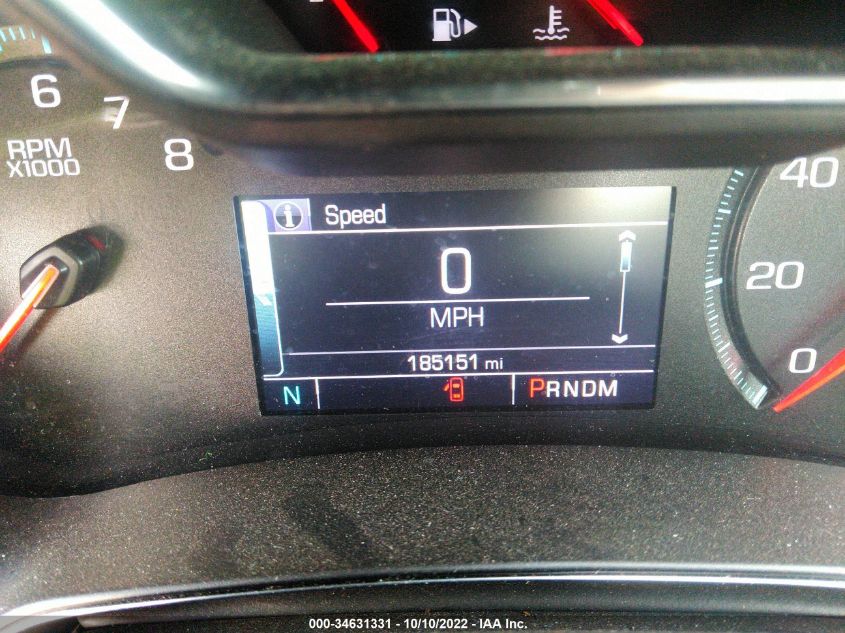 6
7
8
RPM
X1000
i Speed
0
MPH
185151 mi
N
PRNDM
40
20
0
000-34631331 - 10/10/2022 - IAA Inc.